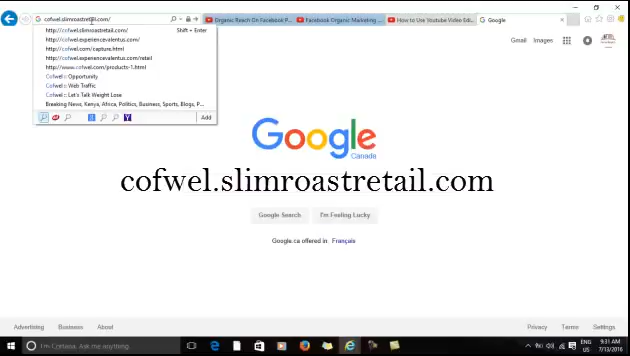 cofwel.slimroastretail.com/
Organic Reach On Facebook P...
Facebook Organic Marketing ...
How to Use Youtube Video Edi...
Google
http://cofwel.slimroastretail.com/ Shift + Enter
http://cofwel.experiencevalentus.com/
http://cofwel.com/capture.html
http://cofwel.experiencevalentus.com/retail
http://www.cofwel.com/products-7.html
Cofwel :: Opportunity
Cofwel :: Web Traffic
Cofwel :: Let's Talk Weight Loss
Breaking News, Kenya, Africa, Politics, Business, Sports, Blogs, P...
Add
Gmail Images
Google
Canada
cofwel.slimroastretail.com
Google Search I'm Feeling Lucky
Google.ca offered in Français
Advertising Business About Privacy Terms Settings
I'm Cortana. Ask me anything.
ENG 9:31 AM
US 7/13/2016